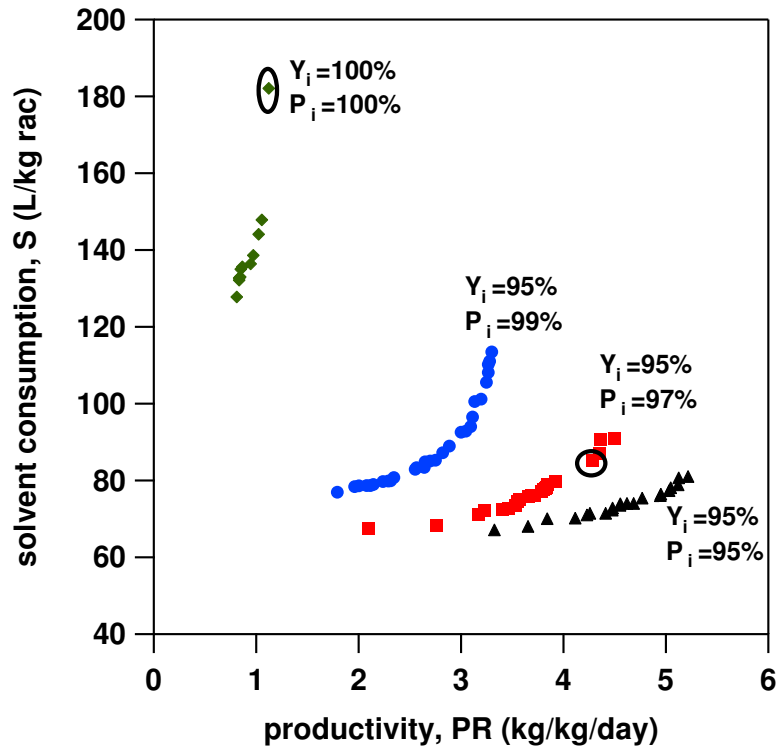 200
180
160
140
120
100
80
60
40
solvent consumption, S (L/kg rac)
Y i =100%
P i =100%
Y i =95%
P i =99%
Y i =95%
P i =97%
Y i =95%
P i =95%
0 1 2 3 4 5 6
productivity, PR (kg/kg/day)